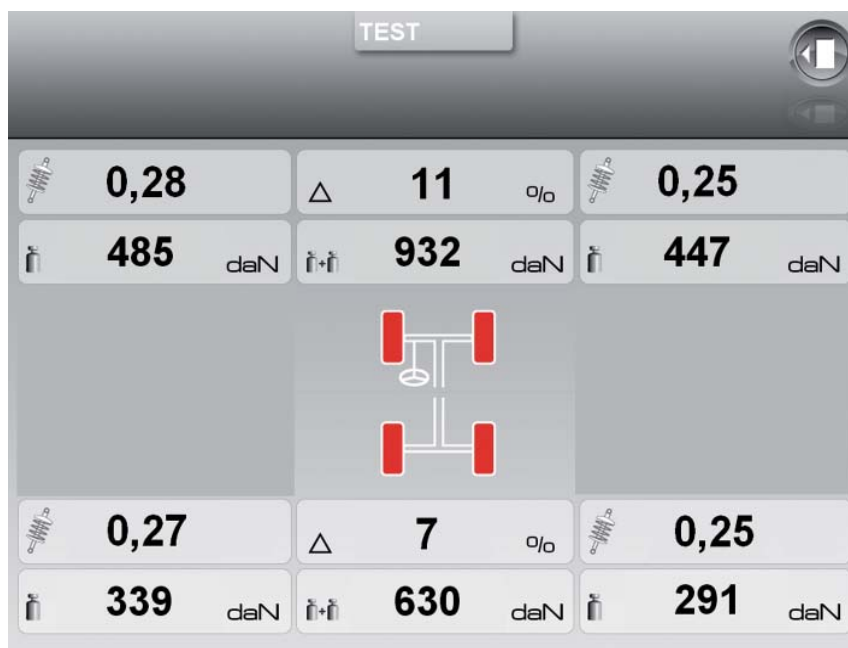 TEST
0,28 △ 11 % 0,25
485 daN 932 daN 447 daN
0,27 △ 7 % 0,25
339 daN 630 daN 291 daN